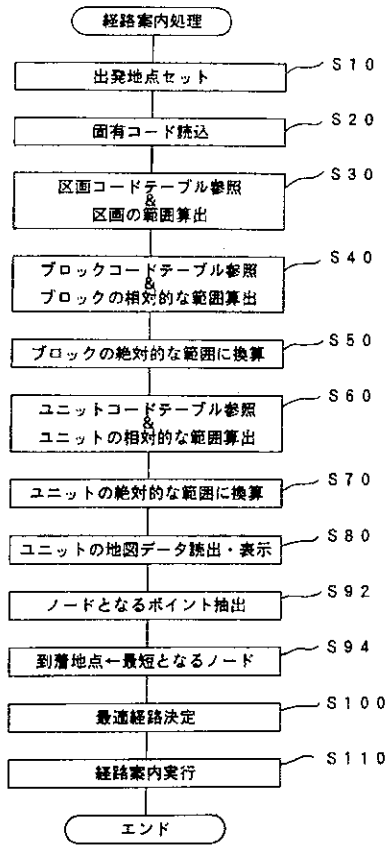 経路案内処理
出発地点セット
S10
固有コード読込
S20
区画コードテーブル参照
&
区画の範囲算出
S30
ブロックコードテーブル参照
&
ブロックの相対的な範囲算出
S40
ブロックの絶対的な範囲に換算
S50
ユニットコードテーブル参照
&
ユニットの相対的な範囲算出
S60
ユニットの絶対的な範囲に換算
S70
ユニットの地図データ読出・表示
S80
ノードとなるポイント抽出
S92
到着地点←最短となるノード
S94
最適経路決定
S100
経路案内実行
S110
エンド